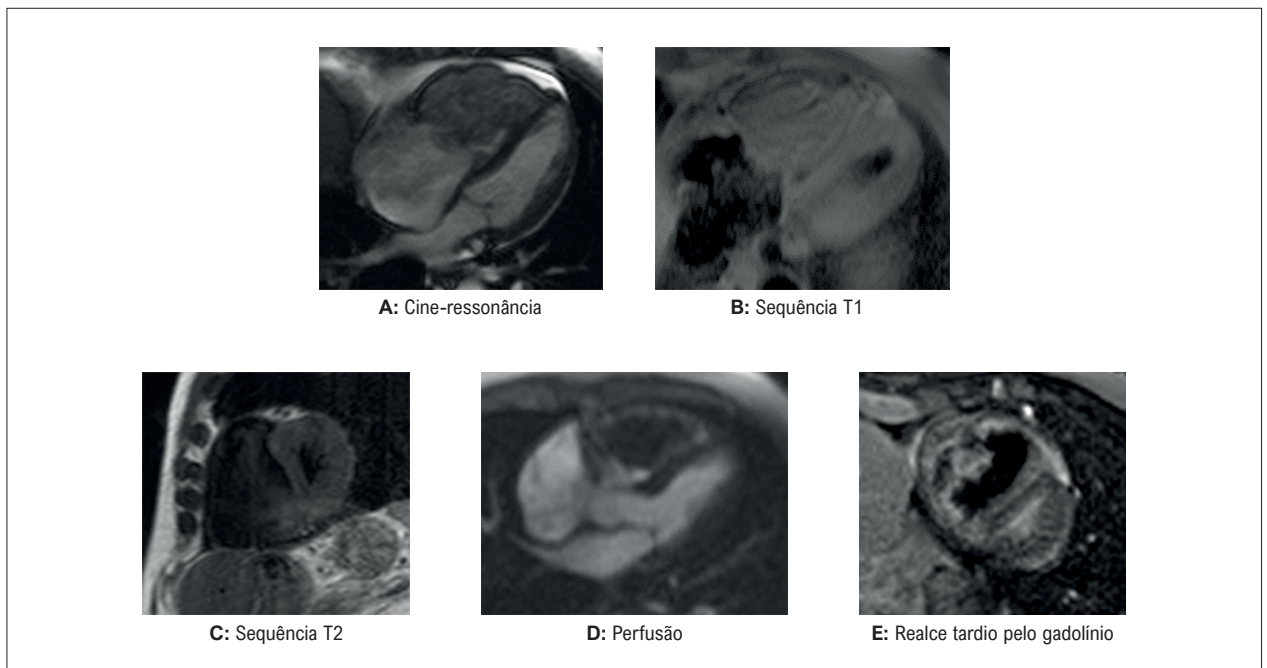 A: Cine-ressonância
B: Sequência T1
C: Sequência T2
D: Perfusão
E: Realce tardio pelo gadolínio